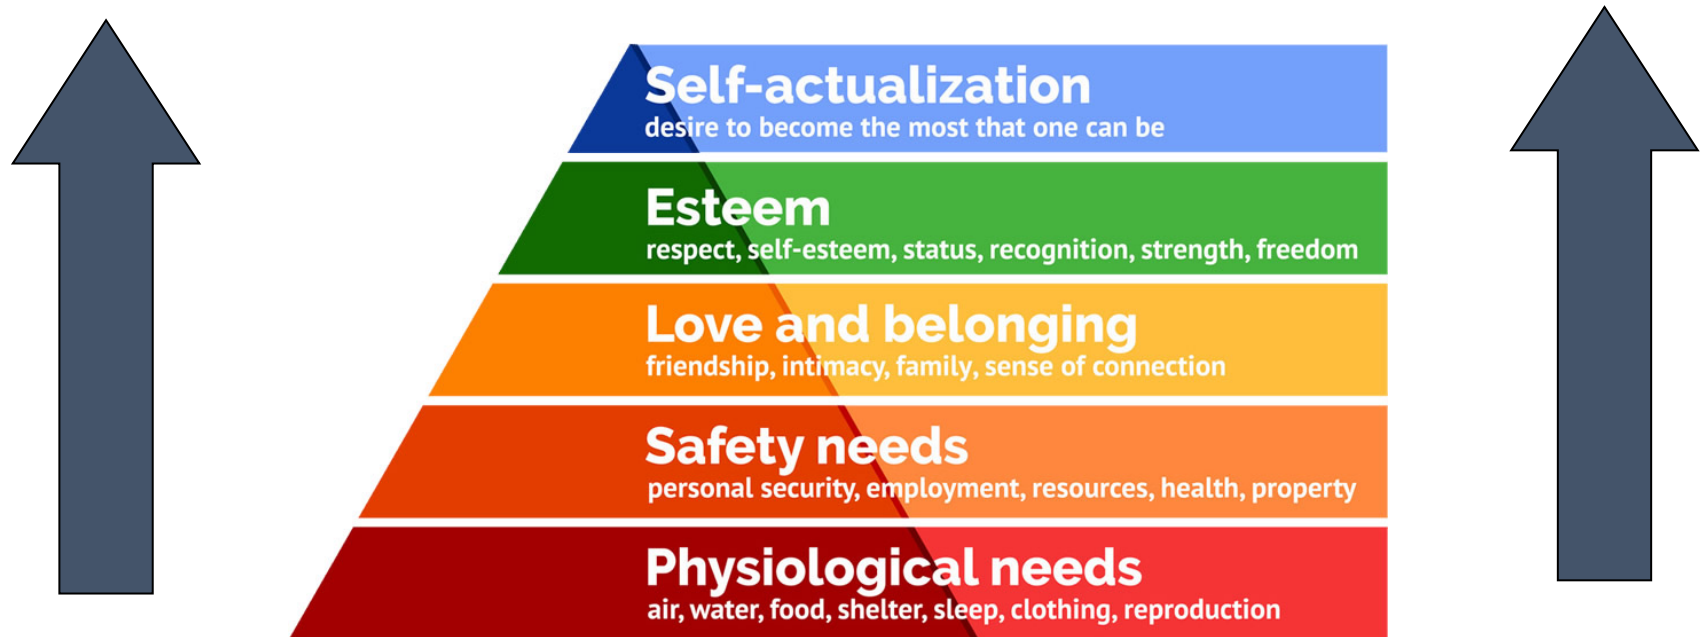 Self-actualization
desire to become the most that one can be
Esteem
respect, self-esteem, status, recognition, strength, freedom
Love and belonging
friendship, intimacy, family, sense of connection
Safety needs
personal security, employment, resources, health, property
Physiological needs
air, water, food, shelter, sleep, clothing, reproduction